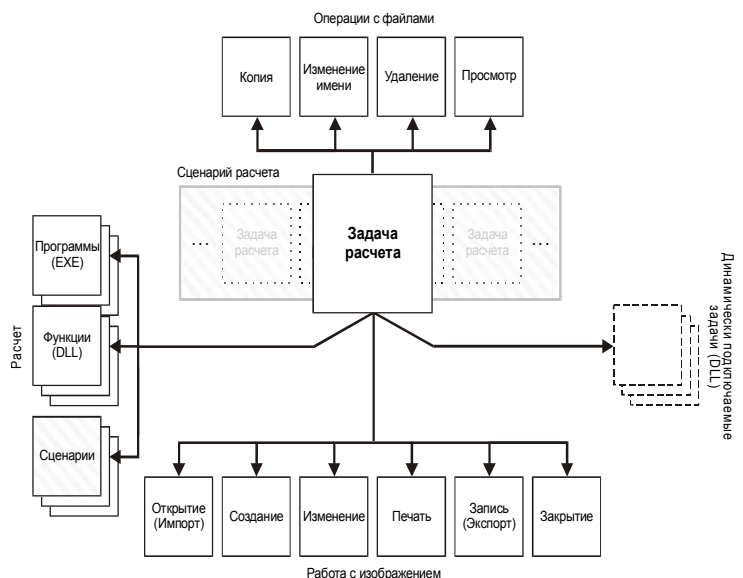 Операции с файлами
Копия
Изменение
имени
Удаление
Просмотр
Сценарий расчета
...
Задача
расчета
Задача
расчета
Задача
расчета
...
Расчет
Программы
(EXE)
Функции
(DLL)
Сценарии
Динамически подключаемые
задачи (DLL)
Открытие
(Импорт)
Создание
Изменение
Печать
Запись
(Экспорт)
Закрытие
Работа с изображением